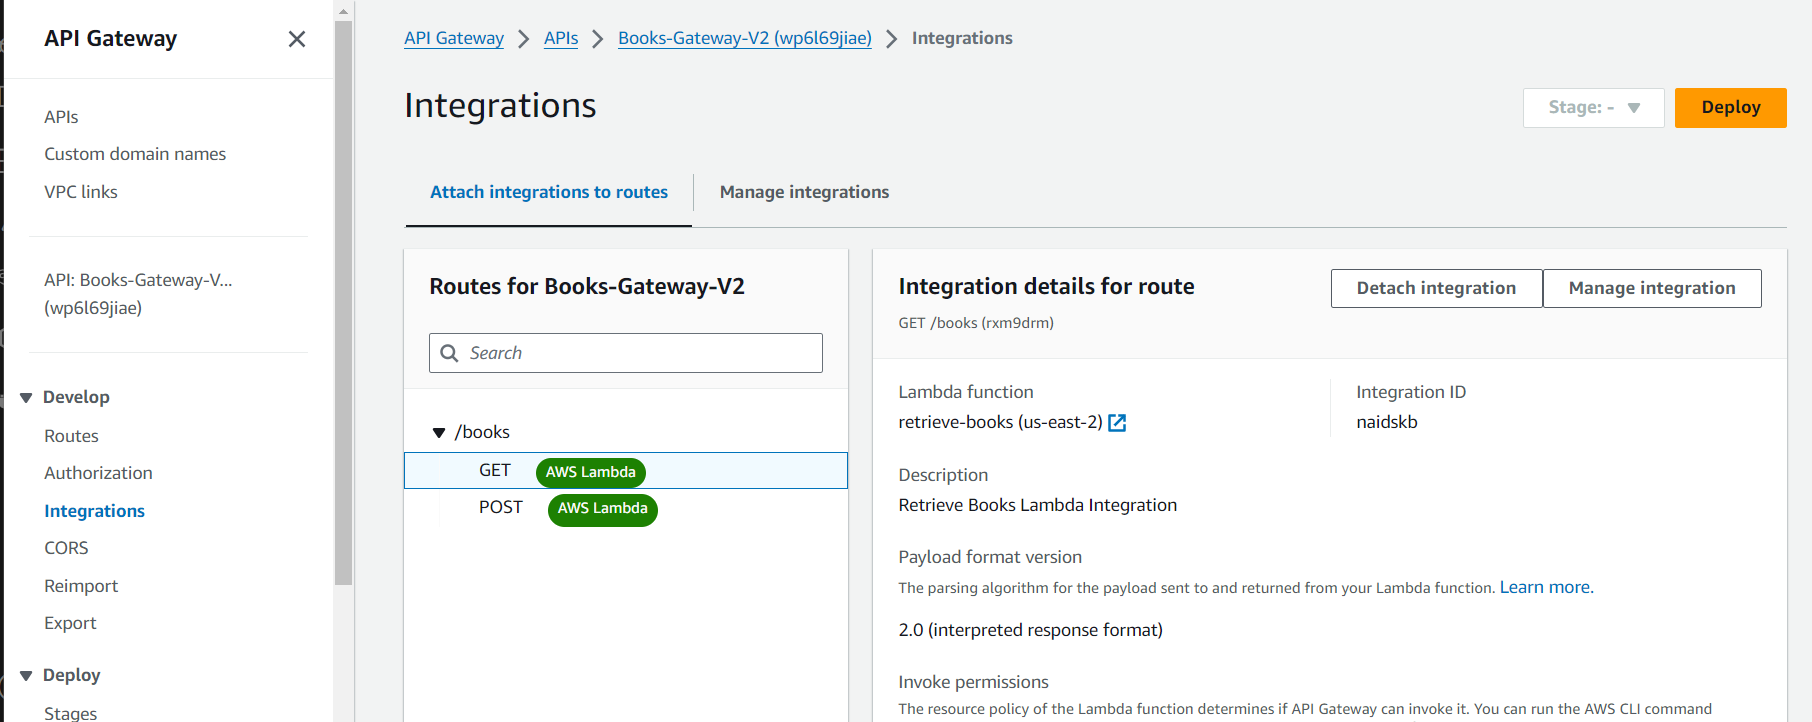 API Gateway
APIs
Custom domain names
VPC links
API: Books-Gateway-V...
(wp6l69jiae)
Develop
Routes
Authorization
Integrations
CORS
Reimport
Export
Deploy
Stages
API Gateway > APIs > Books-Gateway-V2 (wp6l69jiae) > Integrations
Integrations
Stage: -
Deploy
Attach integrations to routes
Manage integrations
Routes for Books-Gateway-V2
Search
/books
GET AWS Lambda
POST AWS Lambda
Integration details for route
Detach integration
Manage integration
GET /books (rxm9drm)
Lambda function
retrieve-books (us-east-2)
Integration ID
naidskb
Description
Retrieve Books Lambda Integration
Payload format version
The parsing algorithm for the payload sent to and returned from your Lambda function. Learn more.
2.0 (interpreted response format)
Invoke permissions
The resource policy of the Lambda function determines if API Gateway can invoke it. You can run the AWS CLI command